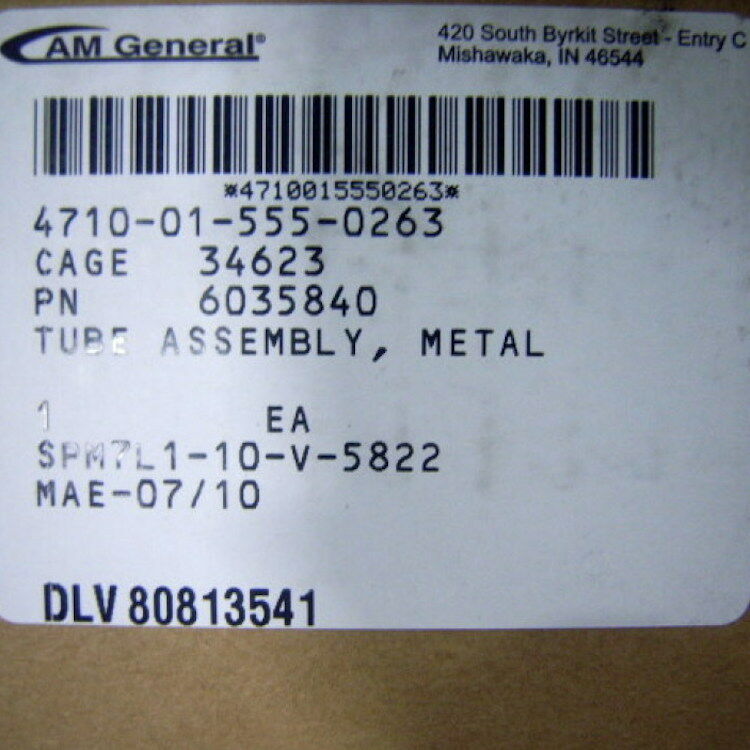 AM General®
420 South Byrkit Street - Entry C
Mishawaka, IN 46544
*4710015550263*
4710-01-555-0263
CAGE 34623
PN 6035840
TUBE ASSEMBLY, METAL
1 EA
SPM7L1-10-V-5822
MAE-07/10
DLV 80813541